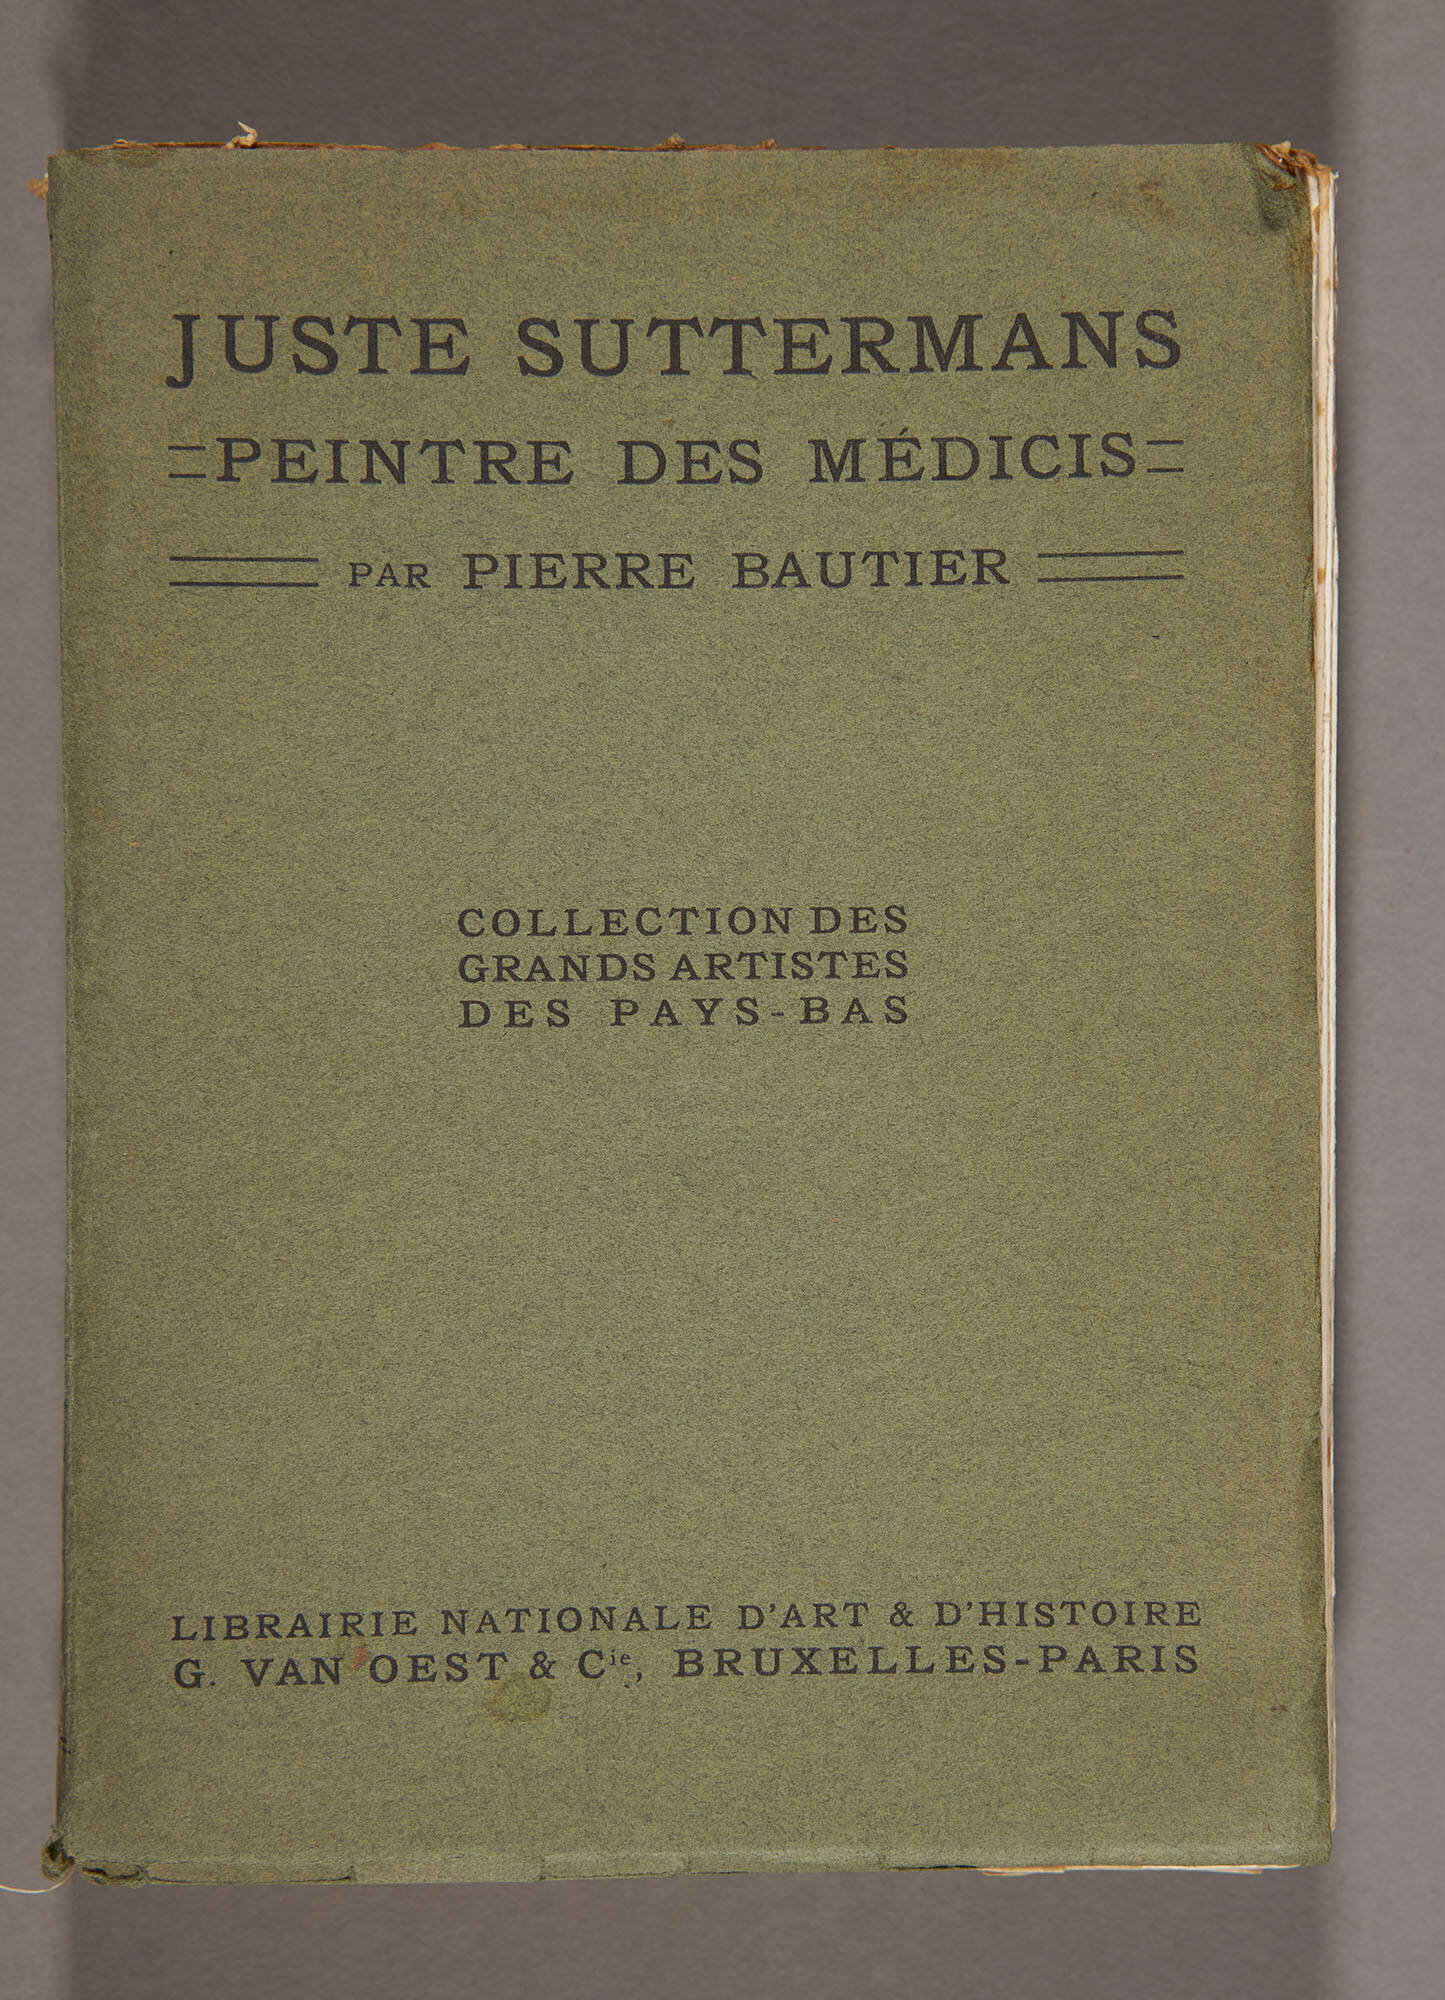 JUSTE SUTTERMANS
=PEINTRE DES MÉDICIS=
PAR PIERRE BAUTIER
COLLECTION DES
GRANDS ARTISTES
DES PAYS-BAS
LIBRAIRIE NATIONALE D'ART & D'HISTOIRE
G. VAN OEST & Cie, BRUXELLES-PARIS